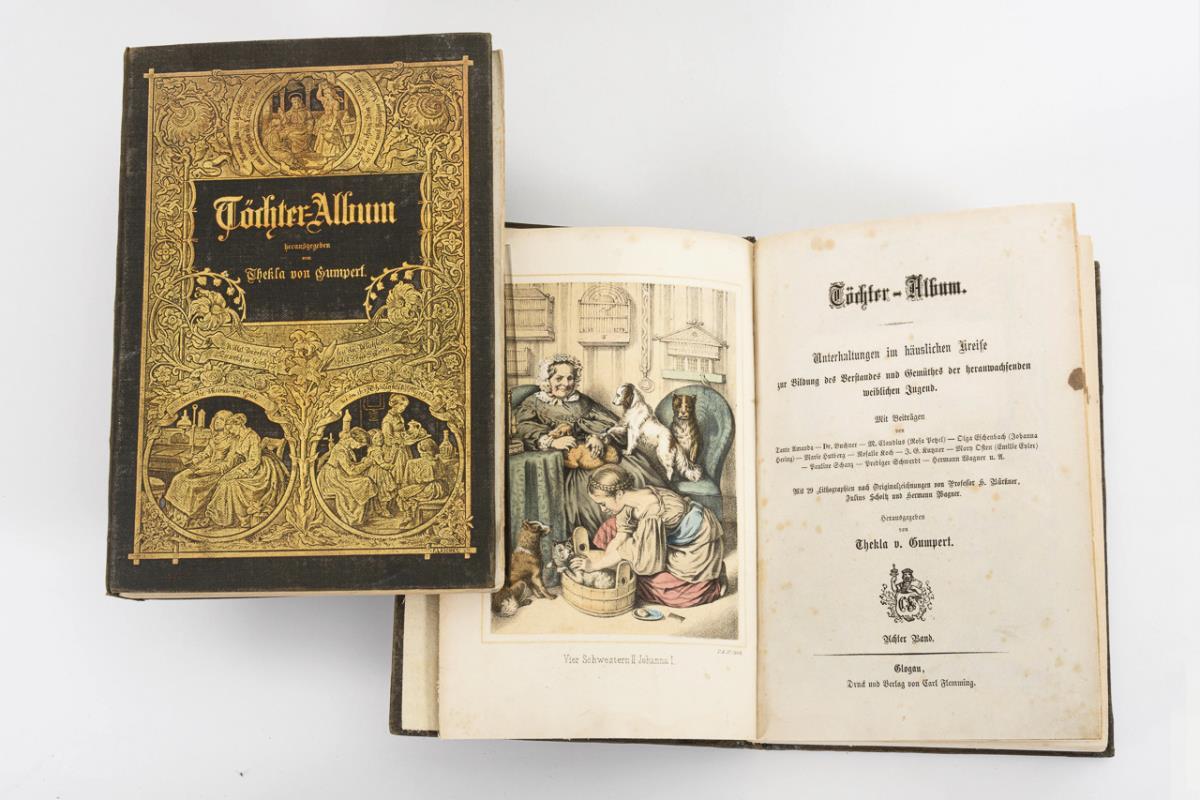 Töchter-Album
herausgegeben
von
Thekla von Gumpert.
Vier Schwestern II Johanna I.
Töchter-Album.
Unterhaltungen im häuslichen Kreise
zur Bildung des Verstandes und Gemüthes der heranwachsenden
weiblichen Jugend.
Mit Beiträgen
von
Tante Amanda — Dr. Buchner — M. Claudius (Rosa Petzel) — Olga Eschenbach (Johanna
Hering) — Marie Hutberg — Rosalie Koch — J. G. Kutzner — Mary Osten (Emilie Eyler)
— Pauline Schanz — Prediger Schwerdt — Hermann Wagner u. A.
Mit 29 Lithographien nach Originalzeichnungen von Professor H. Bürkner,
Julius Scholtz und Herrmann Wagner.
Herausgegeben
von
Thekla v. Gumpert.
CF
Achter Band.
Glogau,
Druck und Verlag von Carl Flemming.